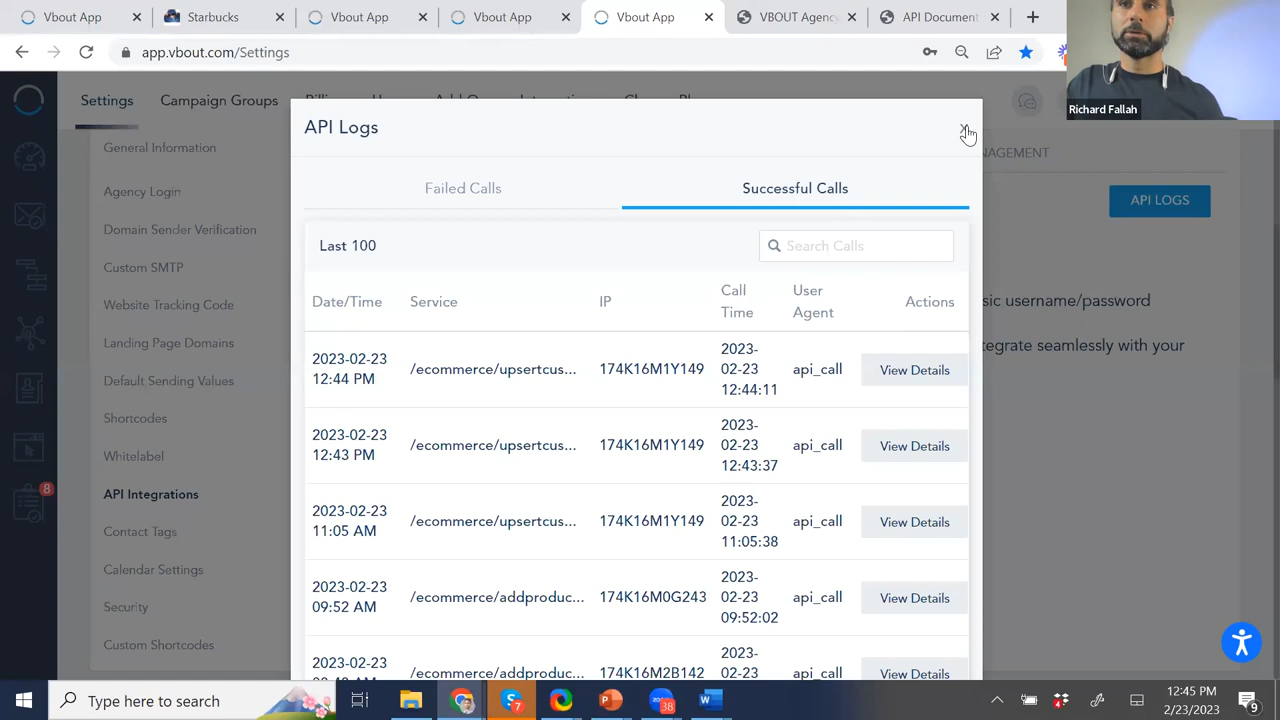 Vbout App
Starbucks
Vbout App
Vbout App
Vbout App
VBOUT Agenc
API Document
app.vbout.com/Settings
Richard Fallah
Settings
Campaign Groups
API Logs
NAGEMENT
General Information
Agency Login
Domain Sender Verification
Custom SMTP
Website Tracking Code
Landing Page Domains
Default Sending Values
Shortcodes
Whitelabel
API Integrations
Contact Tags
Calendar Settings
Security
Custom Shortcodes
8
Failed Calls
Successful Calls
API LOGS
Last 100
Search Calls
Date/Time
Service
IP
Call
Time
User
Agent
Actions
sic username/password
tegrate seamlessly with your
2023-02-23
12:44 PM
/ecommerce/upsertcus...
174K16M1Y149
2023-
02-23
12:44:11
api_call
View Details
2023-02-23
12:43 PM
/ecommerce/upsertcus...
174K16M1Y149
2023-
02-23
12:43:37
api_call
View Details
2023-02-23
11:05 AM
/ecommerce/upsertcus...
174K16M1Y149
2023-
02-23
11:05:38
api_call
View Details
2023-02-23
09:52 AM
/ecommerce/addproduc...
174K16M0G243
2023-
02-23
09:52:02
api_call
View Details
2023-02-23
/ecommerce/addproduc...
174K16M2B142
2023-
02-23
api_call
View Details
Type here to search
7
38
4
12:45 PM
2/23/2023
9